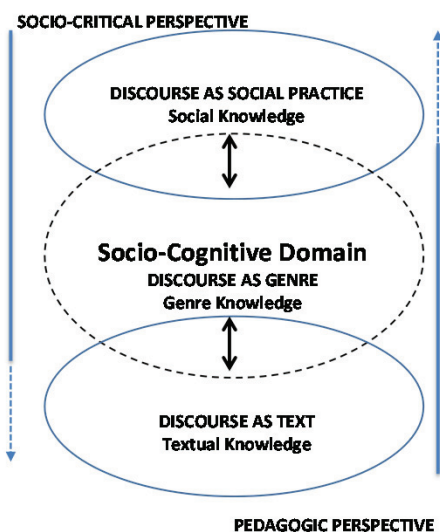 SOCIO-CRITICAL PERSPECTIVE
DISCOURSE AS SOCIAL PRACTICE
Social Knowledge
Socio-Cognitive Domain
DISCOURSE AS GENRE
Genre Knowledge
DISCOURSE AS TEXT
Textual Knowledge
PEDAGOGIC PERSPECTIVE